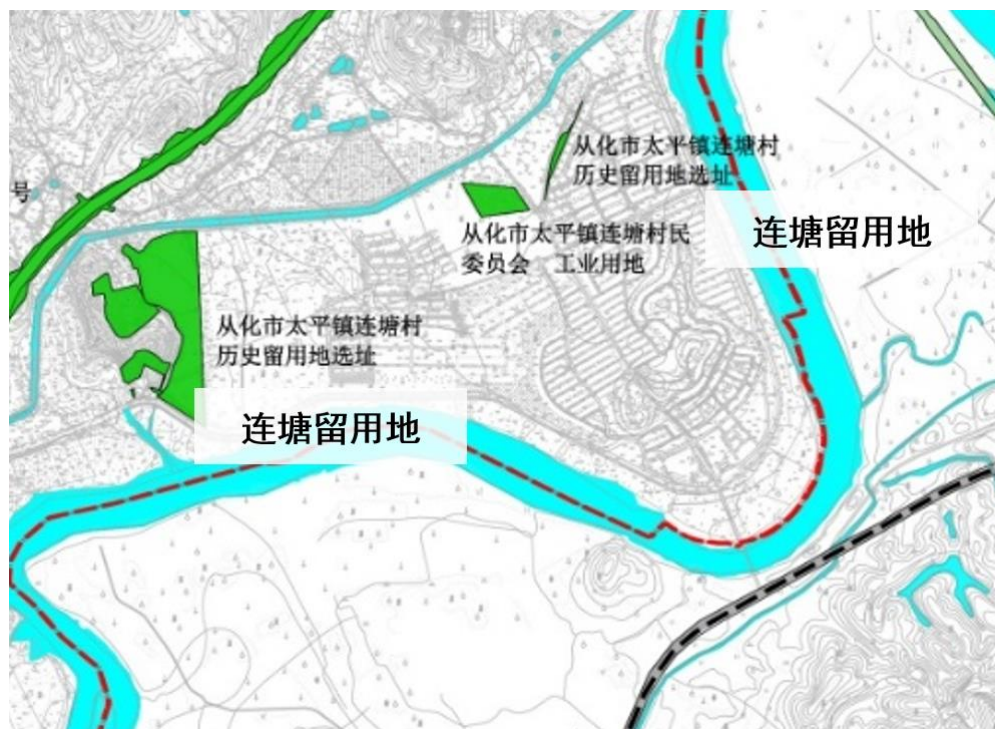 从化市太平镇连塘村
历史留用地选址
号
连塘留用地
从化市太平镇连塘村民
委员会 工业用地
从化市太平镇连塘村
历史留用地选址
连塘留用地